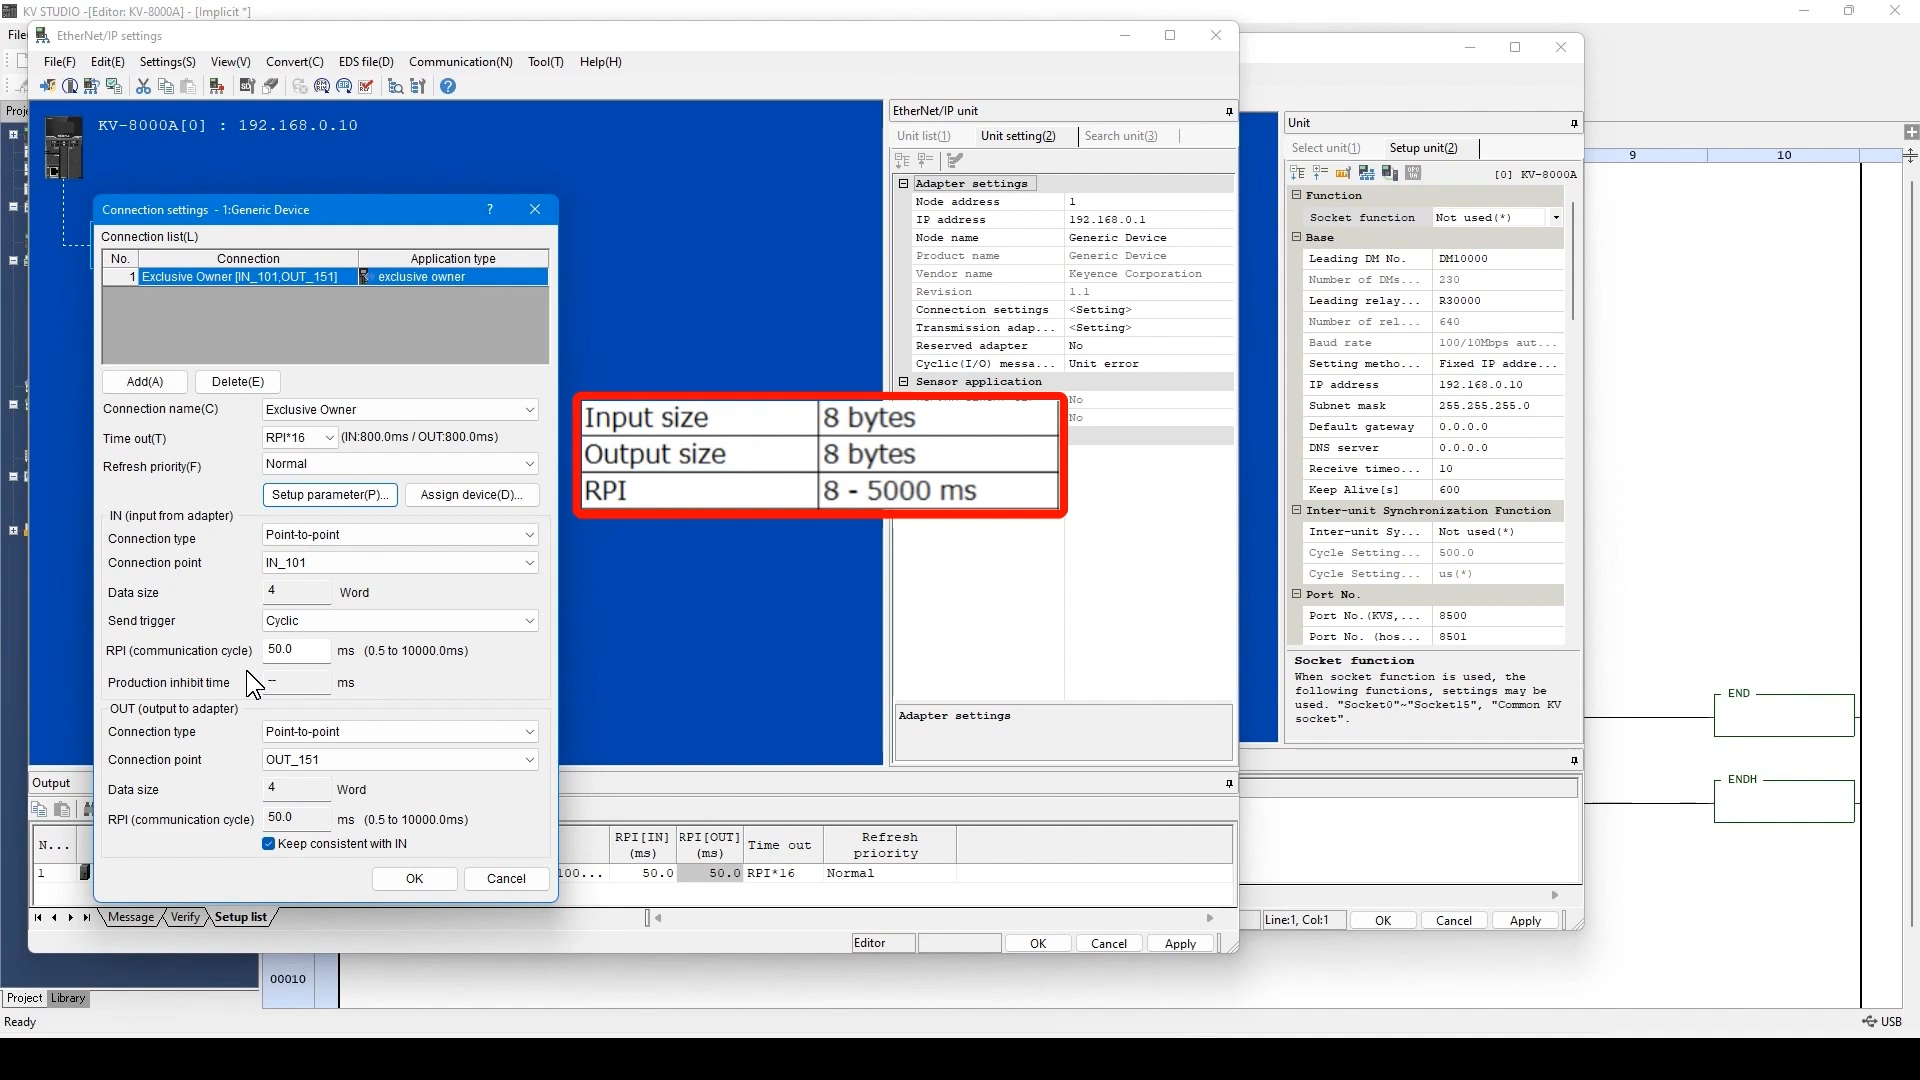 KV STUDIO -[Editor: KV-8000A] - [Implicit *]
EtherNet/IP settings
File(F) Edit(E) Settings(S) View(V) Convert(C) EDS file(D) Communication(N) Tool(T) Help(H)
KV-8000A[0] : 192.168.0.10
Connection settings - 1:Generic Device
Connection list(L)
No. Connection Application type
1 Exclusive Owner [IN_101,OUT_151] exclusive owner
Add(A) Delete(E)
Connection name(C) Exclusive Owner
Time out(T) RPI*16 (IN:800.0ms / OUT:800.0ms)
Refresh priority(F) Normal
Setup parameter(P)... Assign device(D)...
IN (input from adapter)
Connection type Point-to-point
Connection point IN_101
Data size 4 Word
Send trigger Cyclic
RPI (communication cycle) 50.0 ms (0.5 to 10000.0ms)
Production inhibit time -- ms
OUT (output to adapter)
Connection type Point-to-point
Connection point OUT_151
Data size 4 Word
RPI (communication cycle) 50.0 ms (0.5 to 10000.0ms)
Keep consistent with IN
OK Cancel
Input size 8 bytes
Output size 8 bytes
RPI 8 - 5000 ms
EtherNet/IP unit
Unit list(1) Unit setting(2) Search unit(3)
Adapter settings
Node address 1
IP address 192.168.0.1
Node name Generic Device
Product name Generic Device
Vendor name Keyence Corporation
Revision 1.1
Connection settings <Setting>
Transmission adap... <Setting>
Reserved adapter No
Cyclic(I/O) messa... Unit error
Sensor application
No
No
Adapter settings
Output
N... RPI[IN] (ms) RPI[OUT] (ms) Time out Refresh priority
1 100... 50.0 50.0 RPI*16 Normal
Message Verify Setup list
Editor OK Cancel Apply
Unit
Select unit(1) Setup unit(2)
[0] KV-8000A
Function
Socket function Not used(*)
Base
Leading DM No. DM10000
Number of DMs... 230
Leading relay... R30000
Number of rel... 640
Baud rate 100/10Mbps aut...
Setting metho... Fixed IP addre...
IP address 192.168.0.10
Subnet mask 255.255.255.0
Default gateway 0.0.0.0
DNS server 0.0.0.0
Receive timeo... 10
Keep Alive[s] 600
Inter-unit Synchronization Function
Inter-unit Sy... Not used(*)
Cycle Setting... 500.0
Cycle Setting... us(*)
Port No.
Port No.(KVS,... 8500
Port No. (hos... 8501
Socket function
When socket function is used, the
following functions, settings may be
used. "Socket0"~"Socket15", "Common KV
socket".
Line:1, Col:1 OK Cancel Apply
9 10
END
ENDH
00010
Project Library
Ready
USB